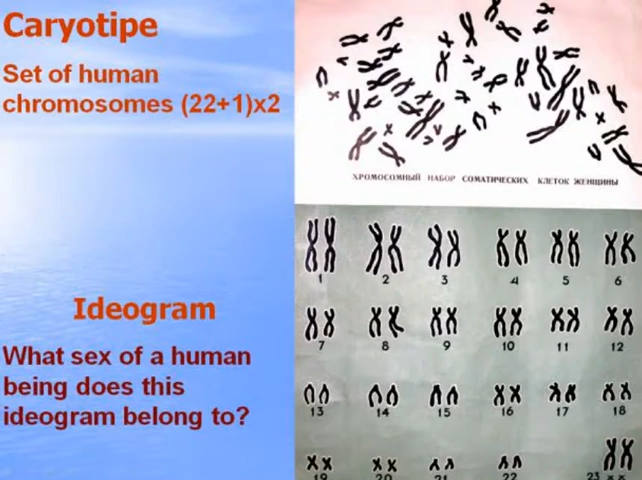 Caryotipe
Set of human
chromosomes (22+1)x2
ХРОМОСОМНЫЙ НАБОР СОМАТИЧЕСКИХ КЛЕТОК ЖЕНЩИНЫ
Ideogram
What sex of a human
being does this
ideogram belong to?
1 2 3 4 5 6
7 8 9 10 11 12
13 14 15 16 17 18
19 20 21 22 23 xx